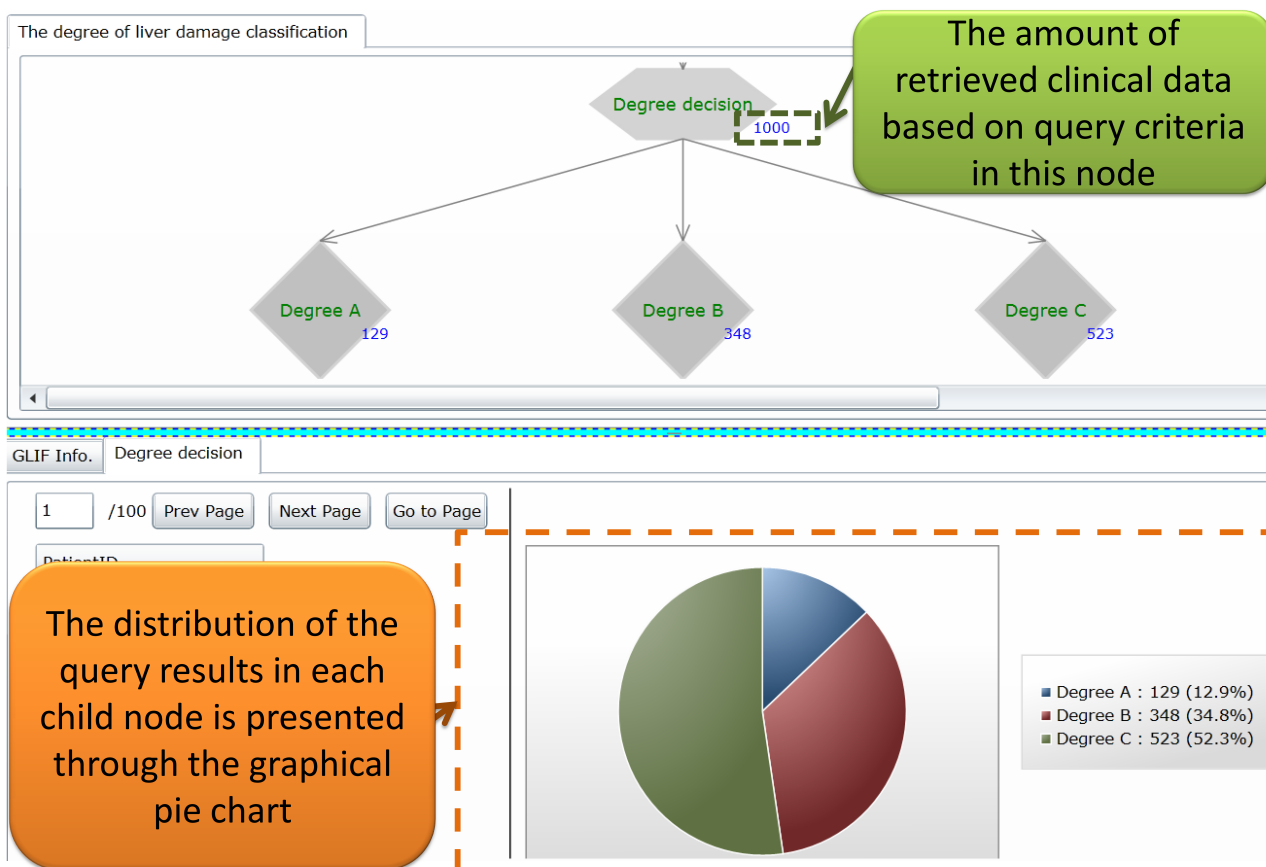 The degree of liver damage classification
The amount of
retrieved clinical data
based on query criteria
in this node
Degree decision
1000
Degree A
129
Degree B
348
Degree C
523
GLIF Info.
Degree decision
1
/100
Prev Page
Next Page
Go to Page
PatientID
The distribution of the
query results in each
child node is presented
through the graphical
pie chart
Degree A : 129 (12.9%)
Degree B : 348 (34.8%)
Degree C : 523 (52.3%)